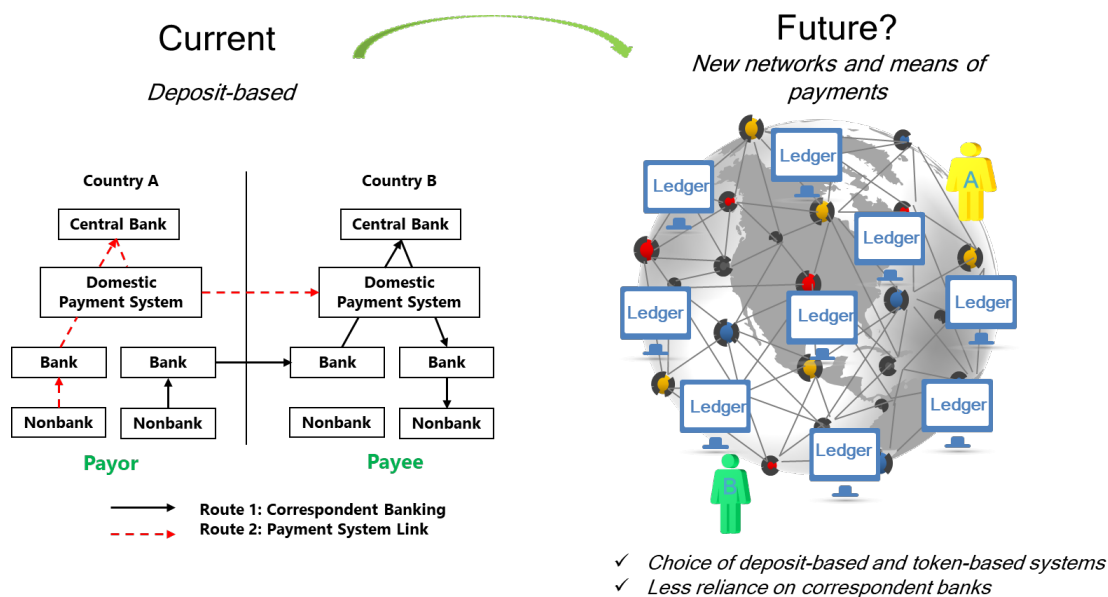 Current
Deposit-based
Future?
New networks and means of
payments
Country A
Country B
Central Bank
Central Bank
Domestic
Payment System
Domestic
Payment System
Bank
Bank
Bank
Bank
Nonbank
Nonbank
Nonbank
Nonbank
Payor
Payee
Route 1: Correspondent Banking
Route 2: Payment System Link
Ledger
Ledger
A
Ledger
Ledger
Ledger
Ledger
Ledger
Ledger
Ledger
B
✓ Choice of deposit-based and token-based systems
✓ Less reliance on correspondent banks